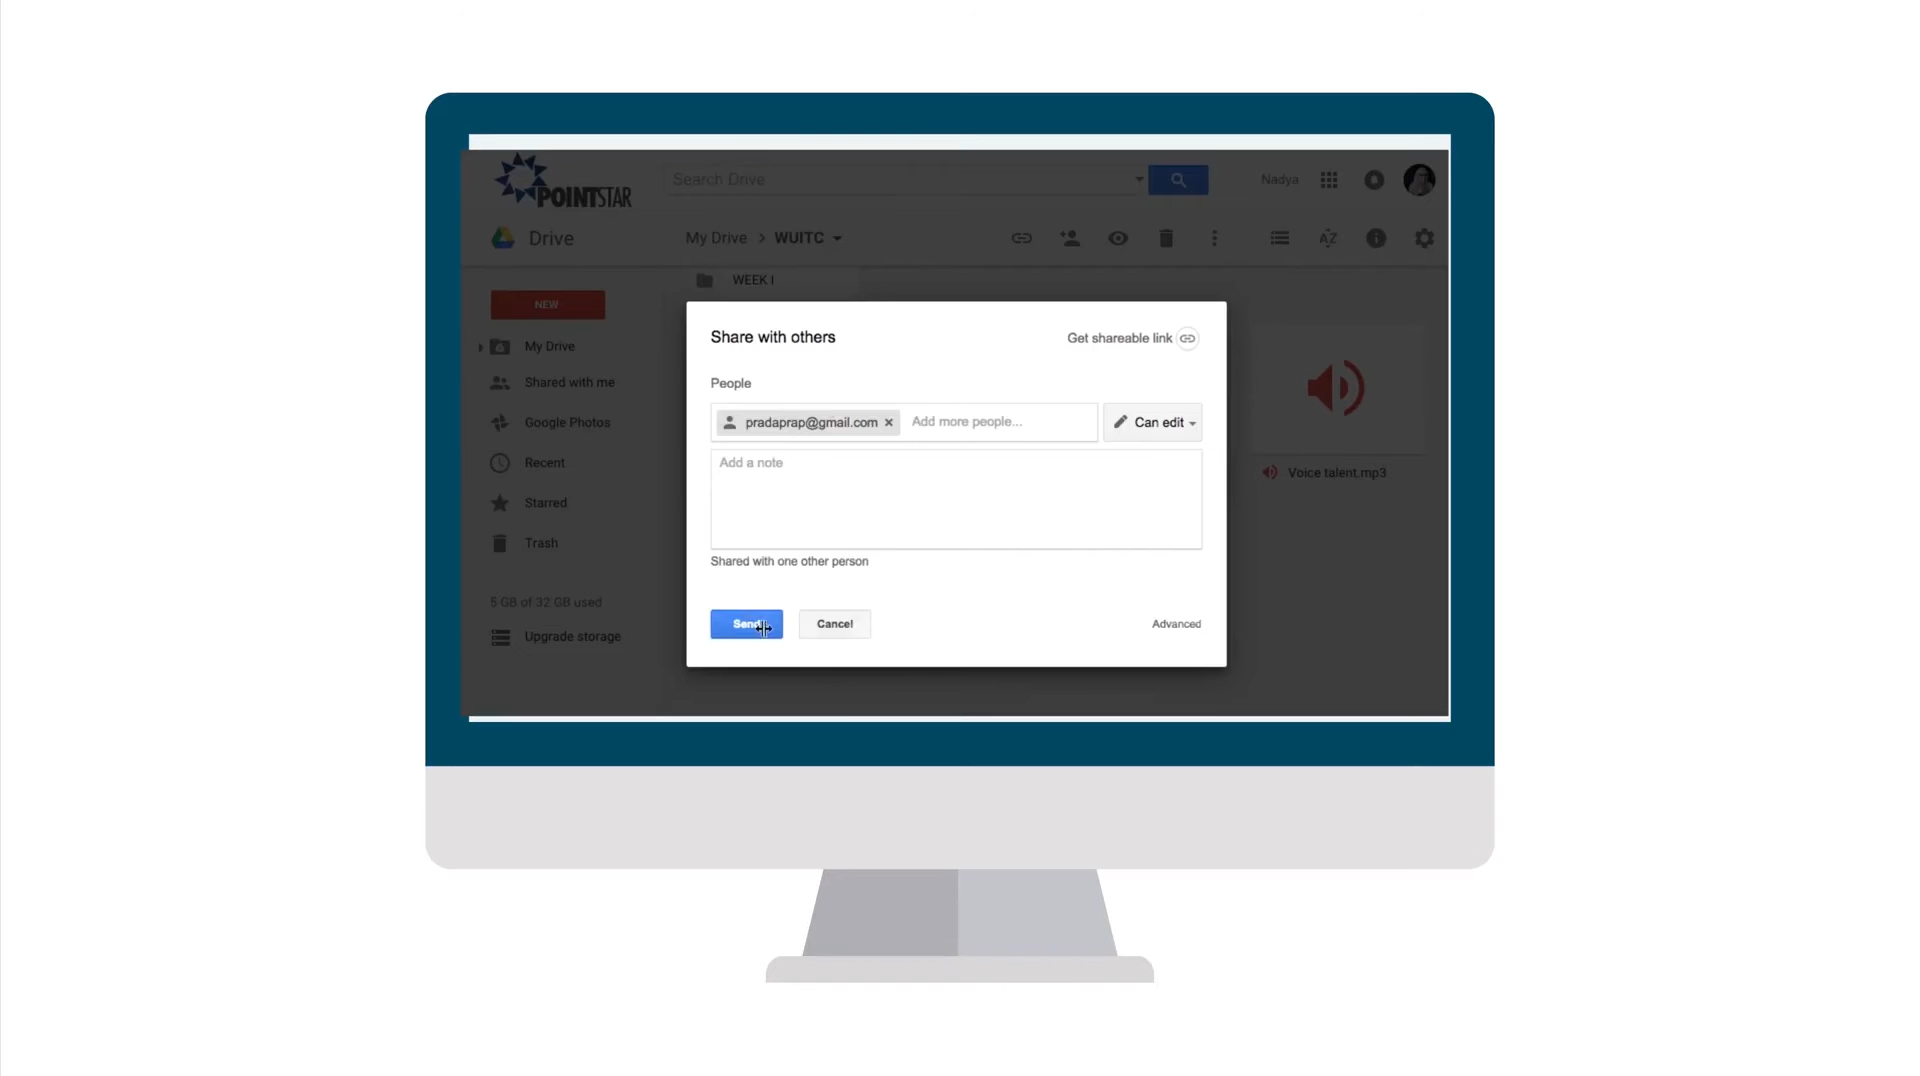 POINTSTAR
Search Drive
Nadya
Drive
My Drive > WUITC
WEEK I
NEW
My Drive
Shared with me
Google Photos
Recent
Starred
Trash
5 GB of 32 GB used
Upgrade storage
Share with others
Get shareable link
People
pradaprap@gmail.com
Add more people...
Can edit
Add a note
Shared with one other person
Send
Cancel
Advanced
Voice talent.mp3